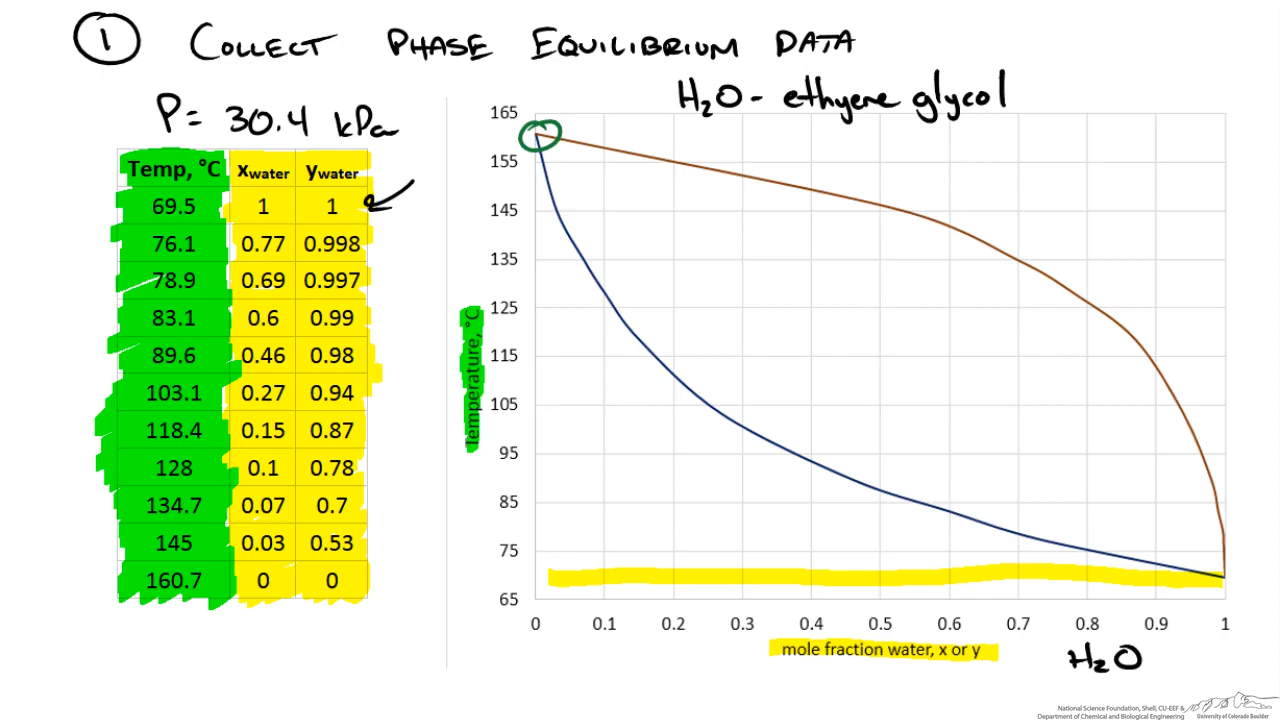 ① COLLECT PHASE EQUILIBRIUM DATA
P = 30.4 kPa
Temp, °C x water y water
69.5 1 1
76.1 0.77 0.998
78.9 0.69 0.997
83.1 0.6 0.99
89.6 0.46 0.98
103.1 0.27 0.94
118.4 0.15 0.87
128 0.1 0.78
134.7 0.07 0.7
145 0.03 0.53
160.7 0 0
H₂O - ethyene glycol
165
155
145
135
125
115
105
95
85
75
65
Temperature, °C
0 0.1 0.2 0.3 0.4 0.5 0.6 0.7 0.8 0.9 1
mole fraction water, x or y
H₂O
National Science Foundation, Shell, CU-EEF &
Department of Chemical and Biological Engineering
University of Colorado Boulder